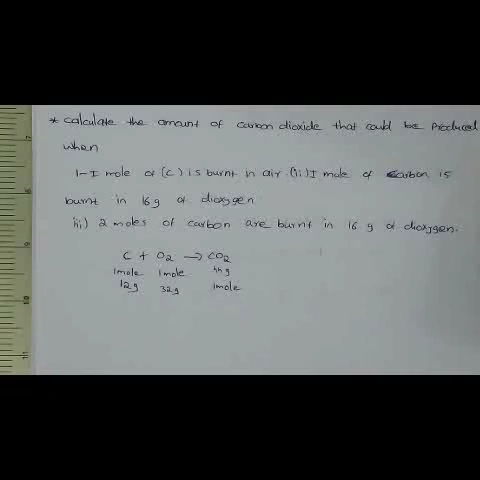 * Calculate the amount of carbon dioxide that could be produced
when
1 - I mole of (C) is burnt in air. (ii) I mole of carbon is
burnt in 16g of dioxygen
iii) 2 moles of carbon are burnt in 16 g of dioxygen.
C + O2 → CO2
1mole 1mole 44g
12g 32g 1mole